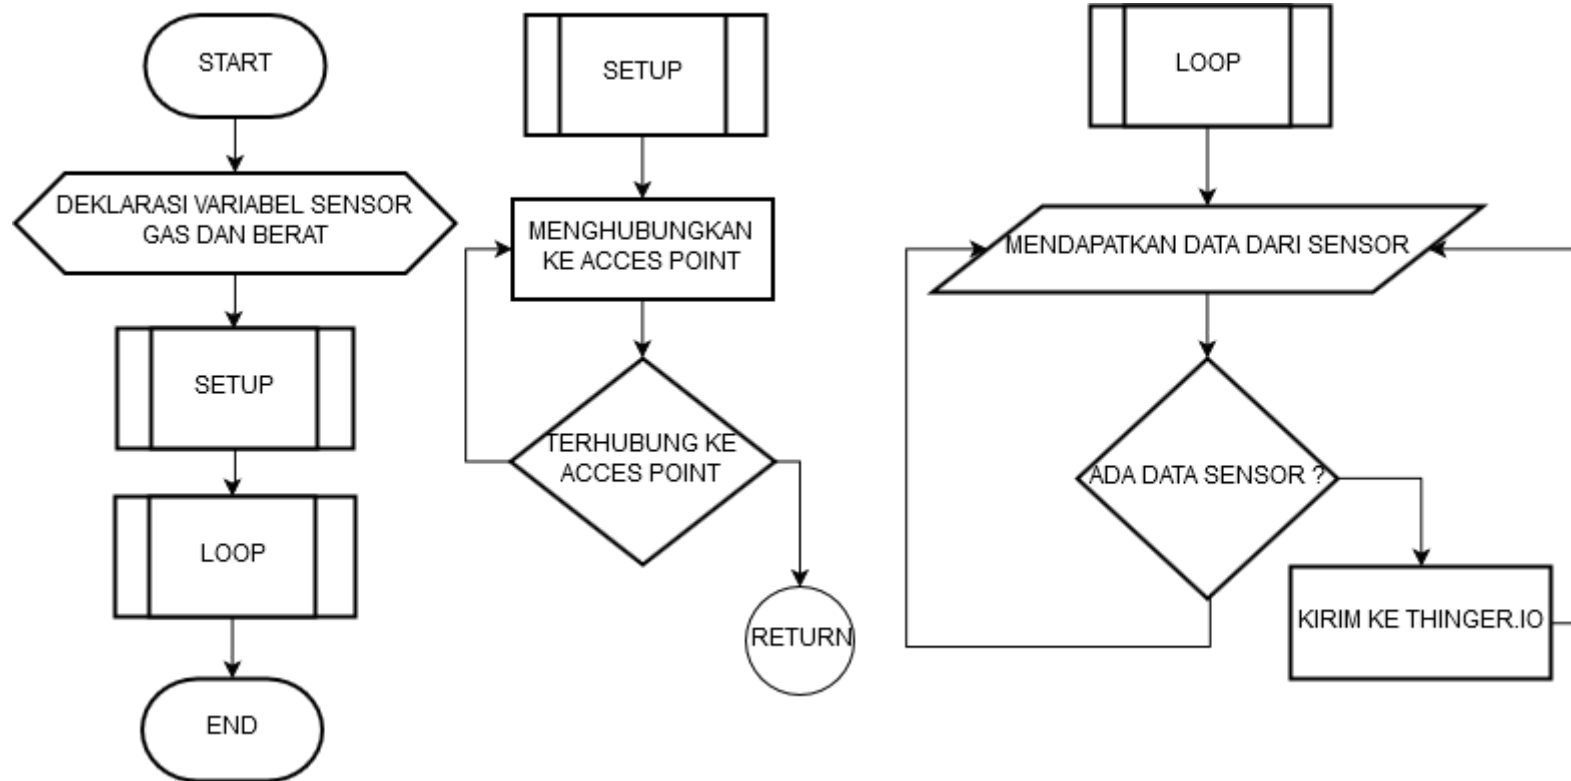 START
DEKLARASI VARIABEL SENSOR
GAS DAN BERAT
SETUP
LOOP
END
SETUP
MENGHUBUNGKAN
KE ACCES POINT
TERHUBUNG KE
ACCES POINT
RETURN
LOOP
MENDAPATKAN DATA DARI SENSOR
ADA DATA SENSOR ?
KIRIM KE THINGER.IO